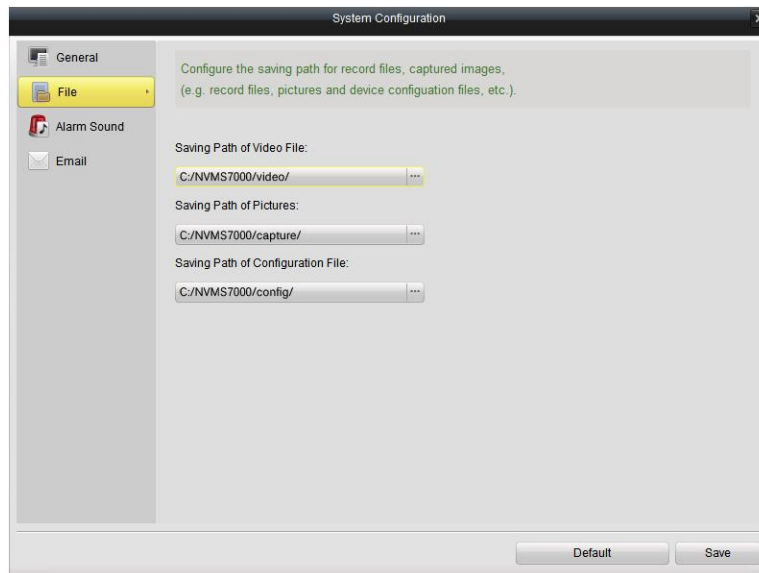 System Configuration
General
File
Alarm Sound
Email
Configure the saving path for record files, captured images,
(e.g. record files, pictures and device configuation files, etc.).
Saving Path of Video File:
C:/NVMS7000/video/
Saving Path of Pictures:
C:/NVMS7000/capture/
Saving Path of Configuration File:
C:/NVMS7000/config/
Default
Save